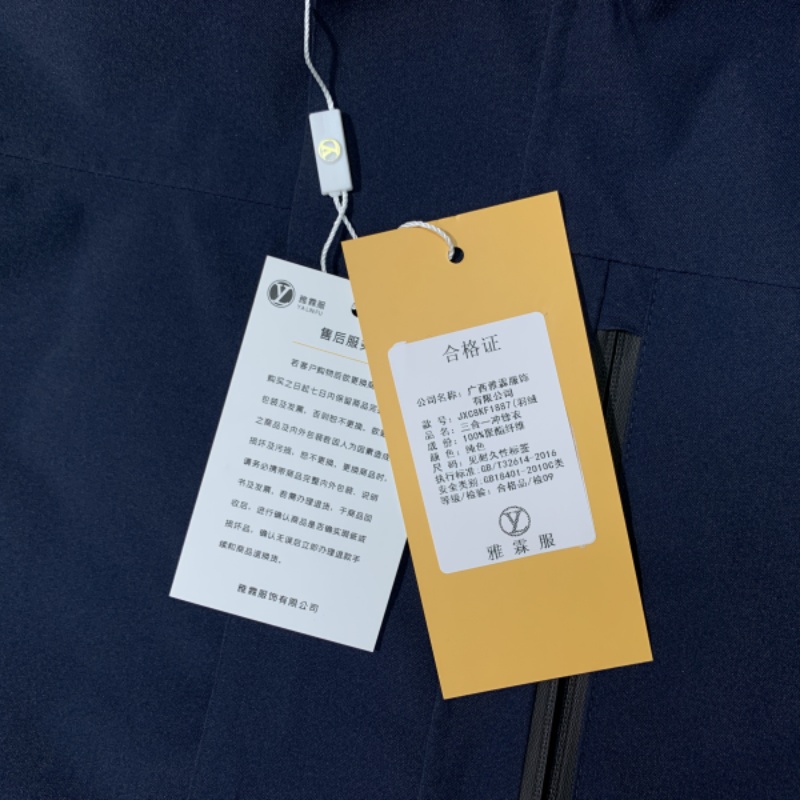 雅霖服
YALINFU
售后服
若客户购物后欲更换
购买之日起七日内保留商品完
包装及发票，否则恕不更换，欲
之商品及内外包装若因人为因素造成
损坏及污损，恕不更换，更换商品时，
请务必携带商品完整内外包装、说明
书及发票，若需办理退货，于商品回
收后，进行确认商品是否确实瑕疵或
损坏品，确认无误后立即办理退款手
续和商品退换货。
雅霖服饰有限公司
合格证
公司名称：广西雅霖服饰
有限公司
款 号：JXG8KF1887(羽绒
品 名：三合一冲锋衣
成 份：100%聚酯纤维
颜 色：纯色
尺 码：见耐久性标签
执行标准:GB/T32614-2016
安全类别:GB18401-2010C类
等级/检验：合格品/检09
雅 霖 服